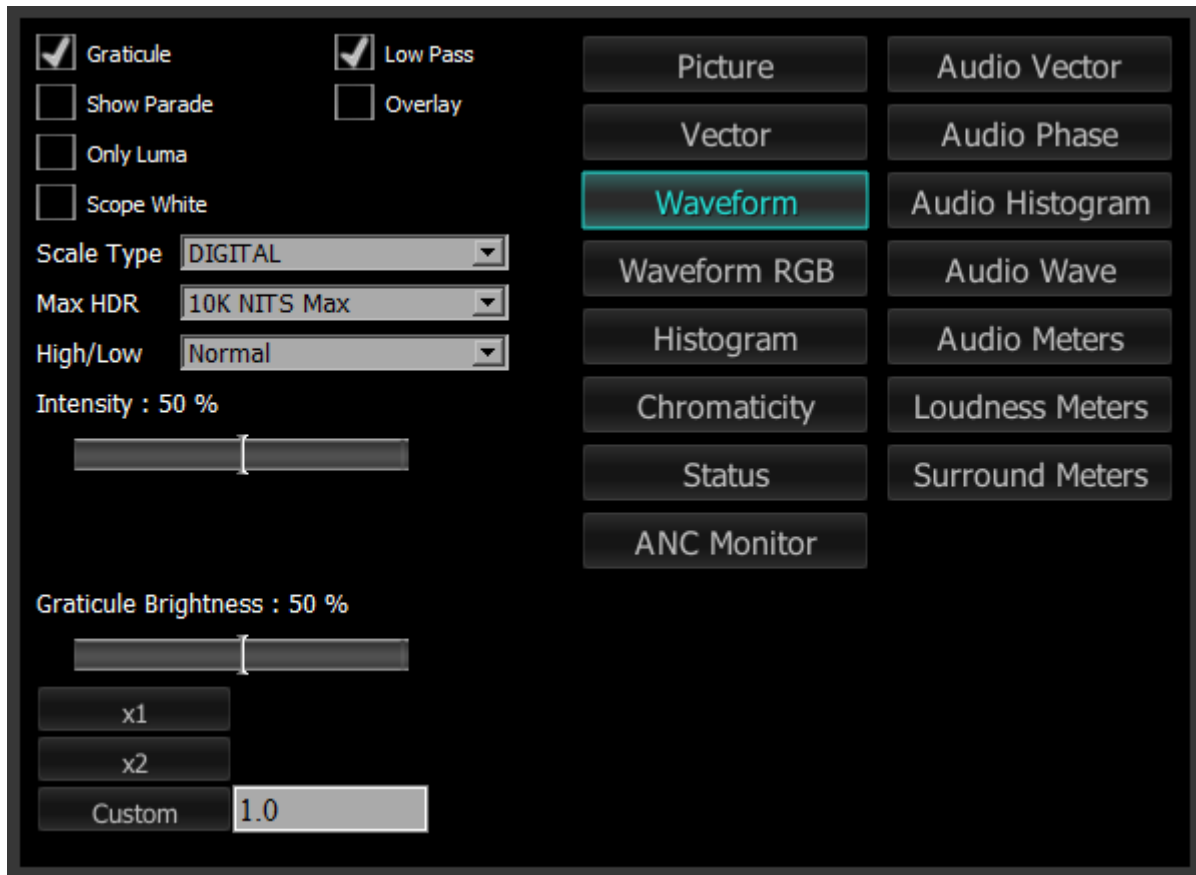 Graticule
Low Pass
Show Parade
Overlay
Only Luma
Scope White
Scale Type DIGITAL
Max HDR 10K NITS Max
High/Low Normal
Intensity : 50 %
Graticule Brightness : 50 %
x1
x2
Custom 1.0
Picture
Vector
Waveform
Waveform RGB
Histogram
Chromaticity
Status
ANC Monitor
Audio Vector
Audio Phase
Audio Histogram
Audio Wave
Audio Meters
Loudness Meters
Surround Meters